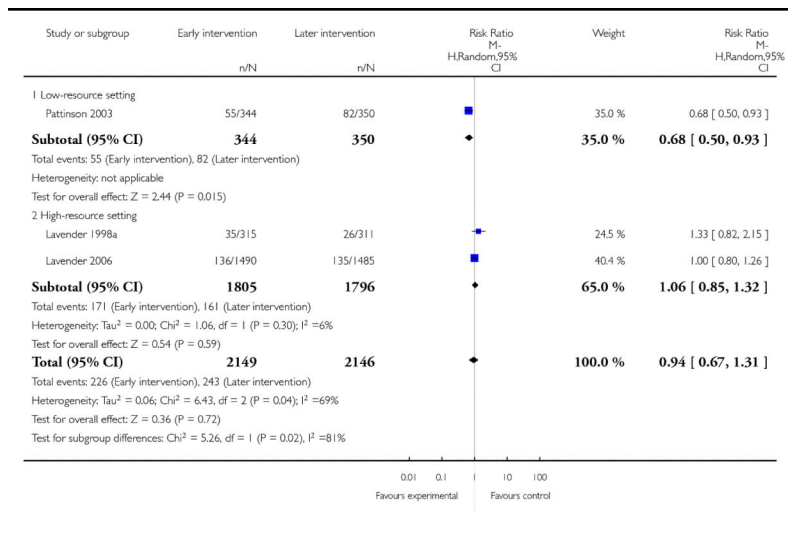 Study or subgroup Early intervention Later intervention Risk Ratio Weight Risk Ratio
M- M-
H,Random,95% H,Random,95%
n/N n/N CI CI
1 Low-resource setting
Pattinson 2003 55/344 82/350 35.0 % 0.68 [ 0.50, 0.93 ]
Subtotal (95% CI) 344 350 35.0 % 0.68 [ 0.50, 0.93 ]
Total events: 55 (Early intervention), 82 (Later intervention)
Heterogeneity: not applicable
Test for overall effect: Z = 2.44 (P = 0.015)
2 High-resource setting
Lavender 1998a 35/315 26/311 24.5 % 1.33 [ 0.82, 2.15 ]
Lavender 2006 136/1490 135/1485 40.4 % 1.00 [ 0.80, 1.26 ]
Subtotal (95% CI) 1805 1796 65.0 % 1.06 [ 0.85, 1.32 ]
Total events: 171 (Early intervention), 161 (Later intervention)
Heterogeneity: Tau² = 0.00; Chi² = 1.06, df = 1 (P = 0.30); I² =6%
Test for overall effect: Z = 0.54 (P = 0.59)
Total (95% CI) 2149 2146 100.0 % 0.94 [ 0.67, 1.31 ]
Total events: 226 (Early intervention), 243 (Later intervention)
Heterogeneity: Tau² = 0.06; Chi² = 6.43, df = 2 (P = 0.04); I² =69%
Test for overall effect: Z = 0.36 (P = 0.72)
Test for subgroup differences: Chi² = 5.26, df = 1 (P = 0.02), I² =81%
0.01 0.1 1 10 100
Favours experimental Favours control